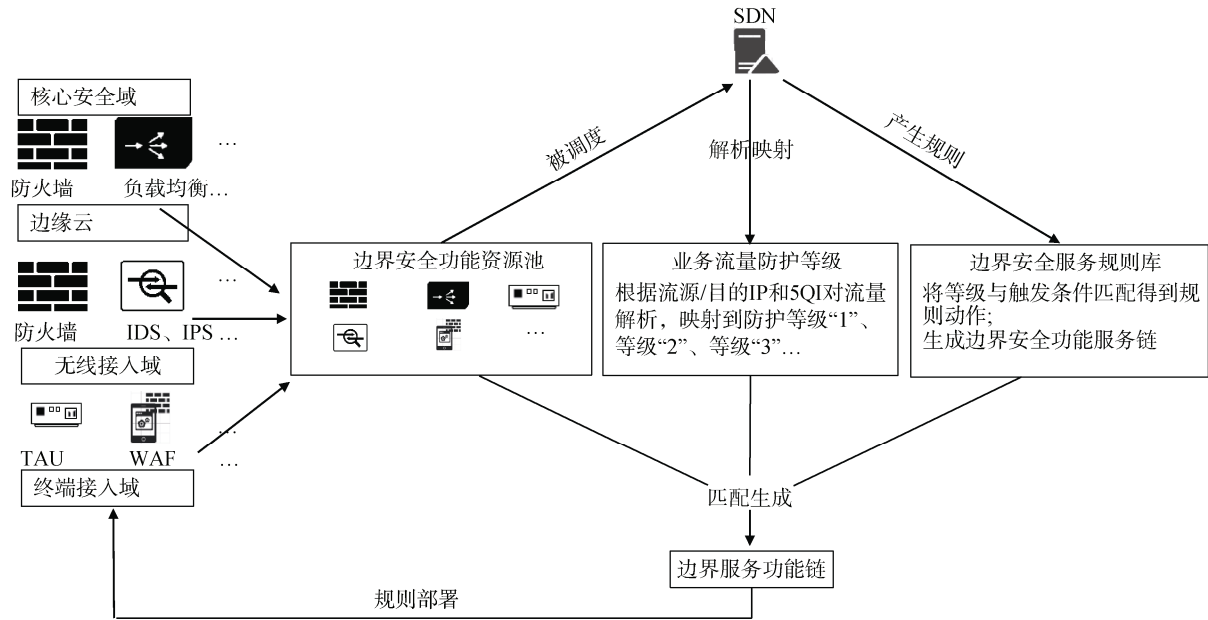 SDN
核心安全域
…
防火墙
负载均衡…
边缘云
…
防火墙
IDS、IPS …
无线接入域
…
TAU
WAF
…
终端接入域
被调度
解析映射
产生规则
边界安全功能资源池
…
业务流量防护等级
根据流源/目的IP和5QI对流量
解析，映射到防护等级“1”、
等级“2”、等级“3”…
边界安全服务规则库
将等级与触发条件匹配得到规
则动作;
生成边界安全功能服务链
匹配生成
边界服务功能链
规则部署